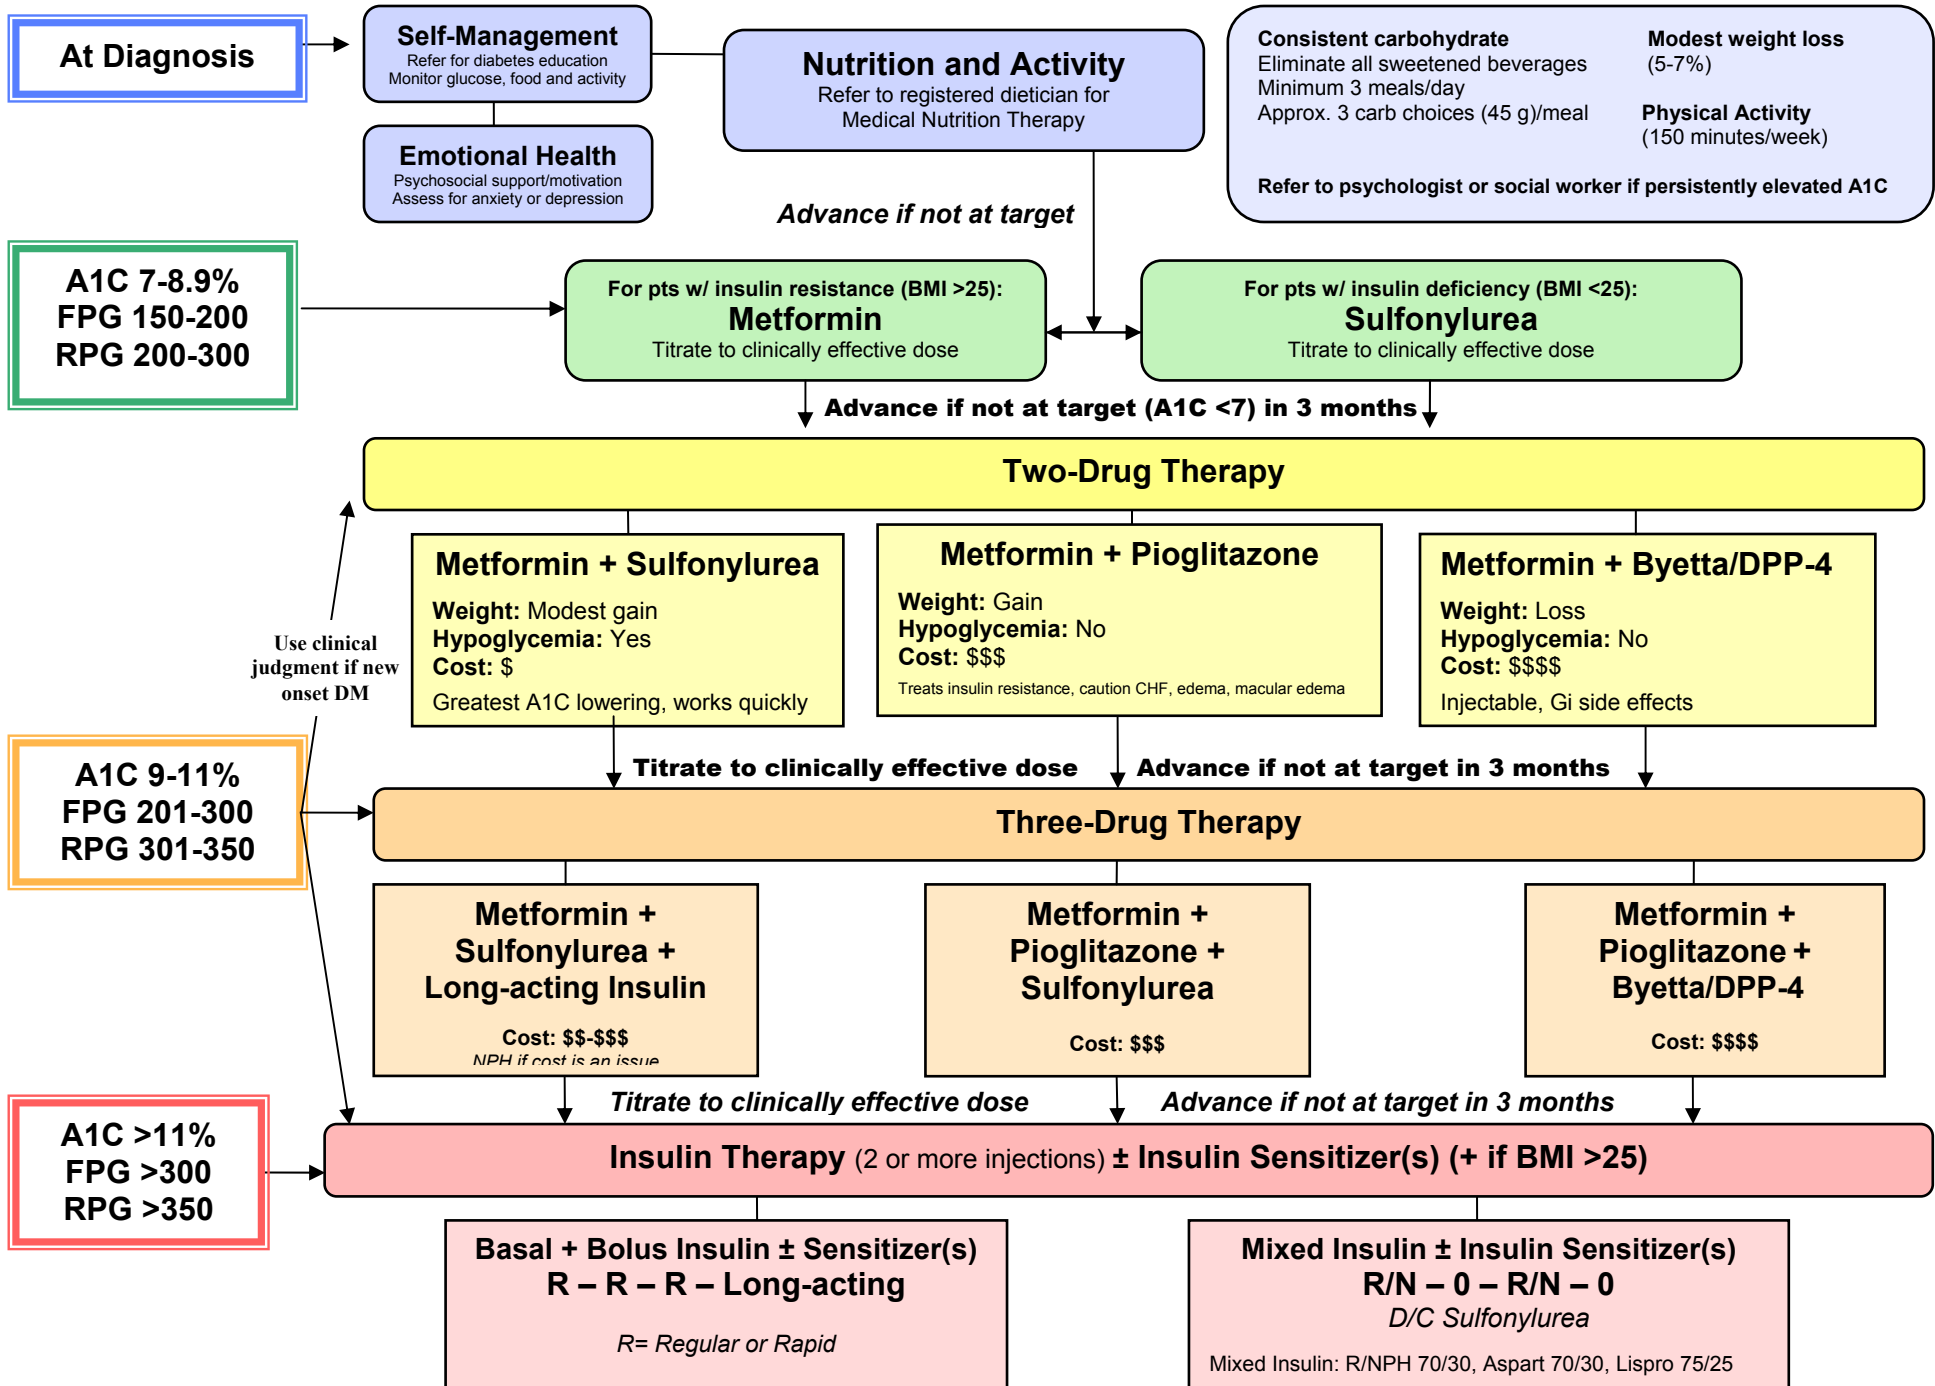 At Diagnosis
Self-Management
Refer for diabetes education
Monitor glucose, food and activity
Emotional Health
Psychosocial support/motivation
Assess for anxiety or depression
Nutrition and Activity
Refer to registered dietician for
Medical Nutrition Therapy
Consistent carbohydrate
Eliminate all sweetened beverages
Minimum 3 meals/day
Approx. 3 carb choices (45 g)/meal
Modest weight loss
(5-7%)
Physical Activity
(150 minutes/week)
Refer to psychologist or social worker if persistently elevated A1C
Advance if not at target
A1C 7-8.9%
FPG 150-200
RPG 200-300
For pts w/ insulin resistance (BMI >25):
Metformin
Titrate to clinically effective dose
For pts w/ insulin deficiency (BMI <25):
Sulfonylurea
Titrate to clinically effective dose
Advance if not at target (A1C <7) in 3 months
Two-Drug Therapy
Metformin + Sulfonylurea
Weight: Modest gain
Hypoglycemia: Yes
Cost: $
Greatest A1C lowering, works quickly
Metformin + Pioglitazone
Weight: Gain
Hypoglycemia: No
Cost: $$$
Treats insulin resistance, caution CHF, edema, macular edema
Metformin + Byetta/DPP-4
Weight: Loss
Hypoglycemia: No
Cost: $$$$
Injectable, Gi side effects
Use clinical
judgment if new
onset DM
Titrate to clinically effective dose
Advance if not at target in 3 months
A1C 9-11%
FPG 201-300
RPG 301-350
Three-Drug Therapy
Metformin +
Sulfonylurea +
Long-acting Insulin
Cost: $$-$$$
NPH if cost is an issue
Metformin +
Pioglitazone +
Sulfonylurea
Cost: $$$
Metformin +
Pioglitazone +
Byetta/DPP-4
Cost: $$$$
Titrate to clinically effective dose
Advance if not at target in 3 months
A1C >11%
FPG >300
RPG >350
Insulin Therapy (2 or more injections) ± Insulin Sensitizer(s) (+ if BMI >25)
Basal + Bolus Insulin ± Sensitizer(s)
R – R – R – Long-acting
R= Regular or Rapid
Mixed Insulin ± Insulin Sensitizer(s)
R/N – 0 – R/N – 0
D/C Sulfonylurea
Mixed Insulin: R/NPH 70/30, Aspart 70/30, Lispro 75/25